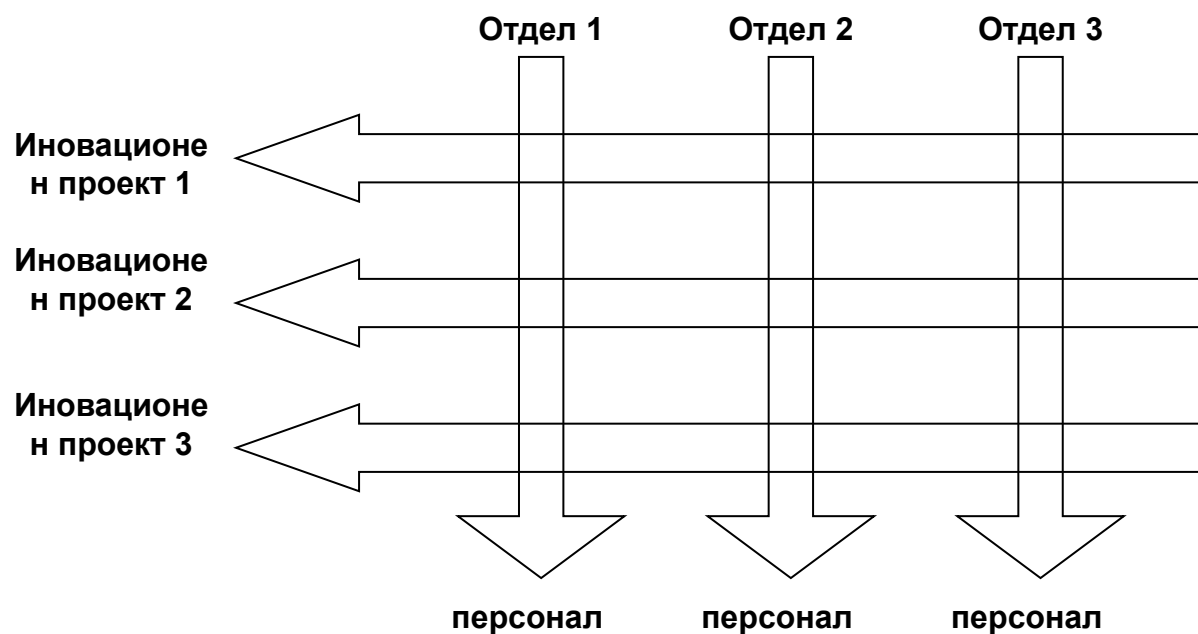 Отдел 1
Отдел 2
Отдел 3
Иновационе
н проект 1
Иновационе
н проект 2
Иновационе
н проект 3
персонал
персонал
персонал